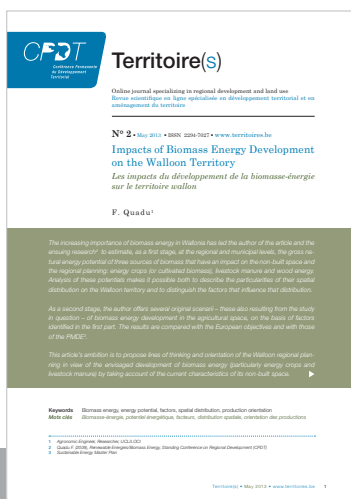 CPDT
Conférence Permanente
du Développement
Territorial
Territoire(s)
Online journal specializing in regional development and land use
Revue scientifique en ligne spécialisée en développement territorial et en
aménagement du territoire
N° 2 • May 2013 • ISSN 2294-7027 • www.territoires.be
Impacts of Biomass Energy Development
on the Walloon Territory
Les impacts du développement de la biomasse-énergie
sur le territoire wallon
F. Quadu¹
The increasing importance of biomass energy in Wallonia has led the author of the article and the
ensuing research² to estimate, as a first stage, at the regional and municipal levels, the gross na-
tural energy potential of three sources of biomass that have an impact on the non-built space and
the regional planning: energy crops (or cultivated biomass), livestock manure and wood energy.
Analysis of these potentials makes it possible both to describe the particularities of their spatial
distribution on the Walloon territory and to distinguish the factors that influence that distribution.
As a second stage, the author offers several original scenarii – these also resulting from the study
in question – of biomass energy development in the agricultural space, on the basis of factors
identified in the first part. The results are compared with the European objectives and with those
of the PMDE³.
This article's ambition is to propose lines of thinking and orientation of the Walloon regional plan-
ning in view of the envisaged development of biomass energy (particularly energy crops and
livestock manure) by taking account of the current characteristics of its non-built space.
Keywords Biomass energy, energy potential, factors, spatial distribution, production orientation
Mots clés Biomasse-énergie, potentiel énergétique, facteurs, distribution spatiale, orientation des productions
1 Agronomic Engineer, Researcher, UCL/LOCI
2 Quadu F. (2009), Renewable Energies/Biomass Energy, Standing Conference on Regional Development (CPDT)
3 Sustainable Energy Master Plan
Territoire(s) • May 2013 • www.territoires.be 1